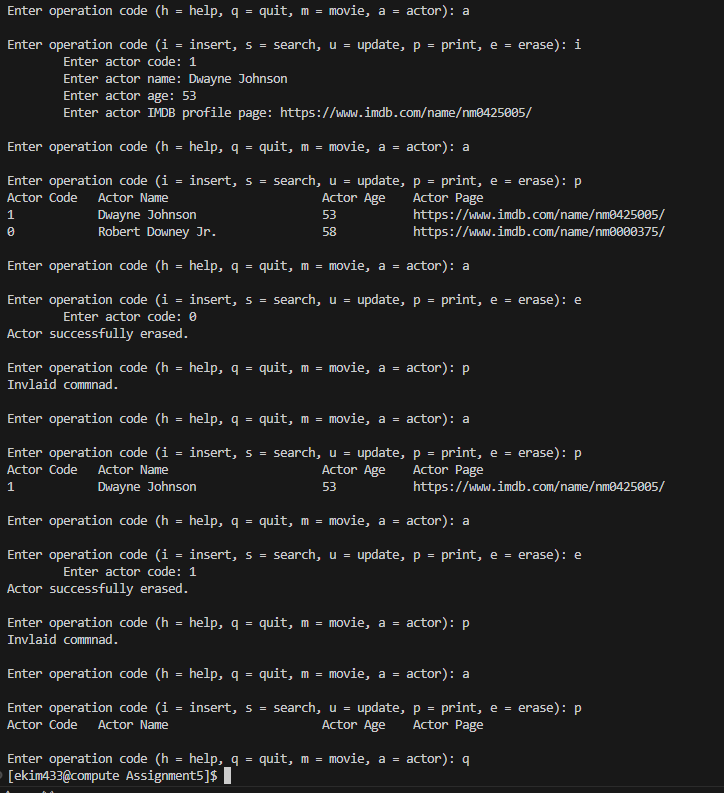 Enter operation code (h = help, q = quit, m = movie, a = actor): a
Enter operation code (i = insert, s = search, u = update, p = print, e = erase): i
Enter actor code: 1
Enter actor name: Dwayne Johnson
Enter actor age: 53
Enter actor IMDB profile page: https://www.imdb.com/name/nm0425005/
Enter operation code (h = help, q = quit, m = movie, a = actor): a
Enter operation code (i = insert, s = search, u = update, p = print, e = erase): p
Actor Code Actor Name Actor Age Actor Page
1 Dwayne Johnson 53 https://www.imdb.com/name/nm0425005/
0 Robert Downey Jr. 58 https://www.imdb.com/name/nm0000375/
Enter operation code (h = help, q = quit, m = movie, a = actor): a
Enter operation code (i = insert, s = search, u = update, p = print, e = erase): e
Enter actor code: 0
Actor successfully erased.
Enter operation code (h = help, q = quit, m = movie, a = actor): p
Invlaid commnad.
Enter operation code (h = help, q = quit, m = movie, a = actor): a
Enter operation code (i = insert, s = search, u = update, p = print, e = erase): p
Actor Code Actor Name Actor Age Actor Page
1 Dwayne Johnson 53 https://www.imdb.com/name/nm0425005/
Enter operation code (h = help, q = quit, m = movie, a = actor): a
Enter operation code (i = insert, s = search, u = update, p = print, e = erase): e
Enter actor code: 1
Actor successfully erased.
Enter operation code (h = help, q = quit, m = movie, a = actor): p
Invlaid commnad.
Enter operation code (h = help, q = quit, m = movie, a = actor): a
Enter operation code (i = insert, s = search, u = update, p = print, e = erase): p
Actor Code Actor Name Actor Age Actor Page
Enter operation code (h = help, q = quit, m = movie, a = actor): q
[ekim433@compute Assignment5]$